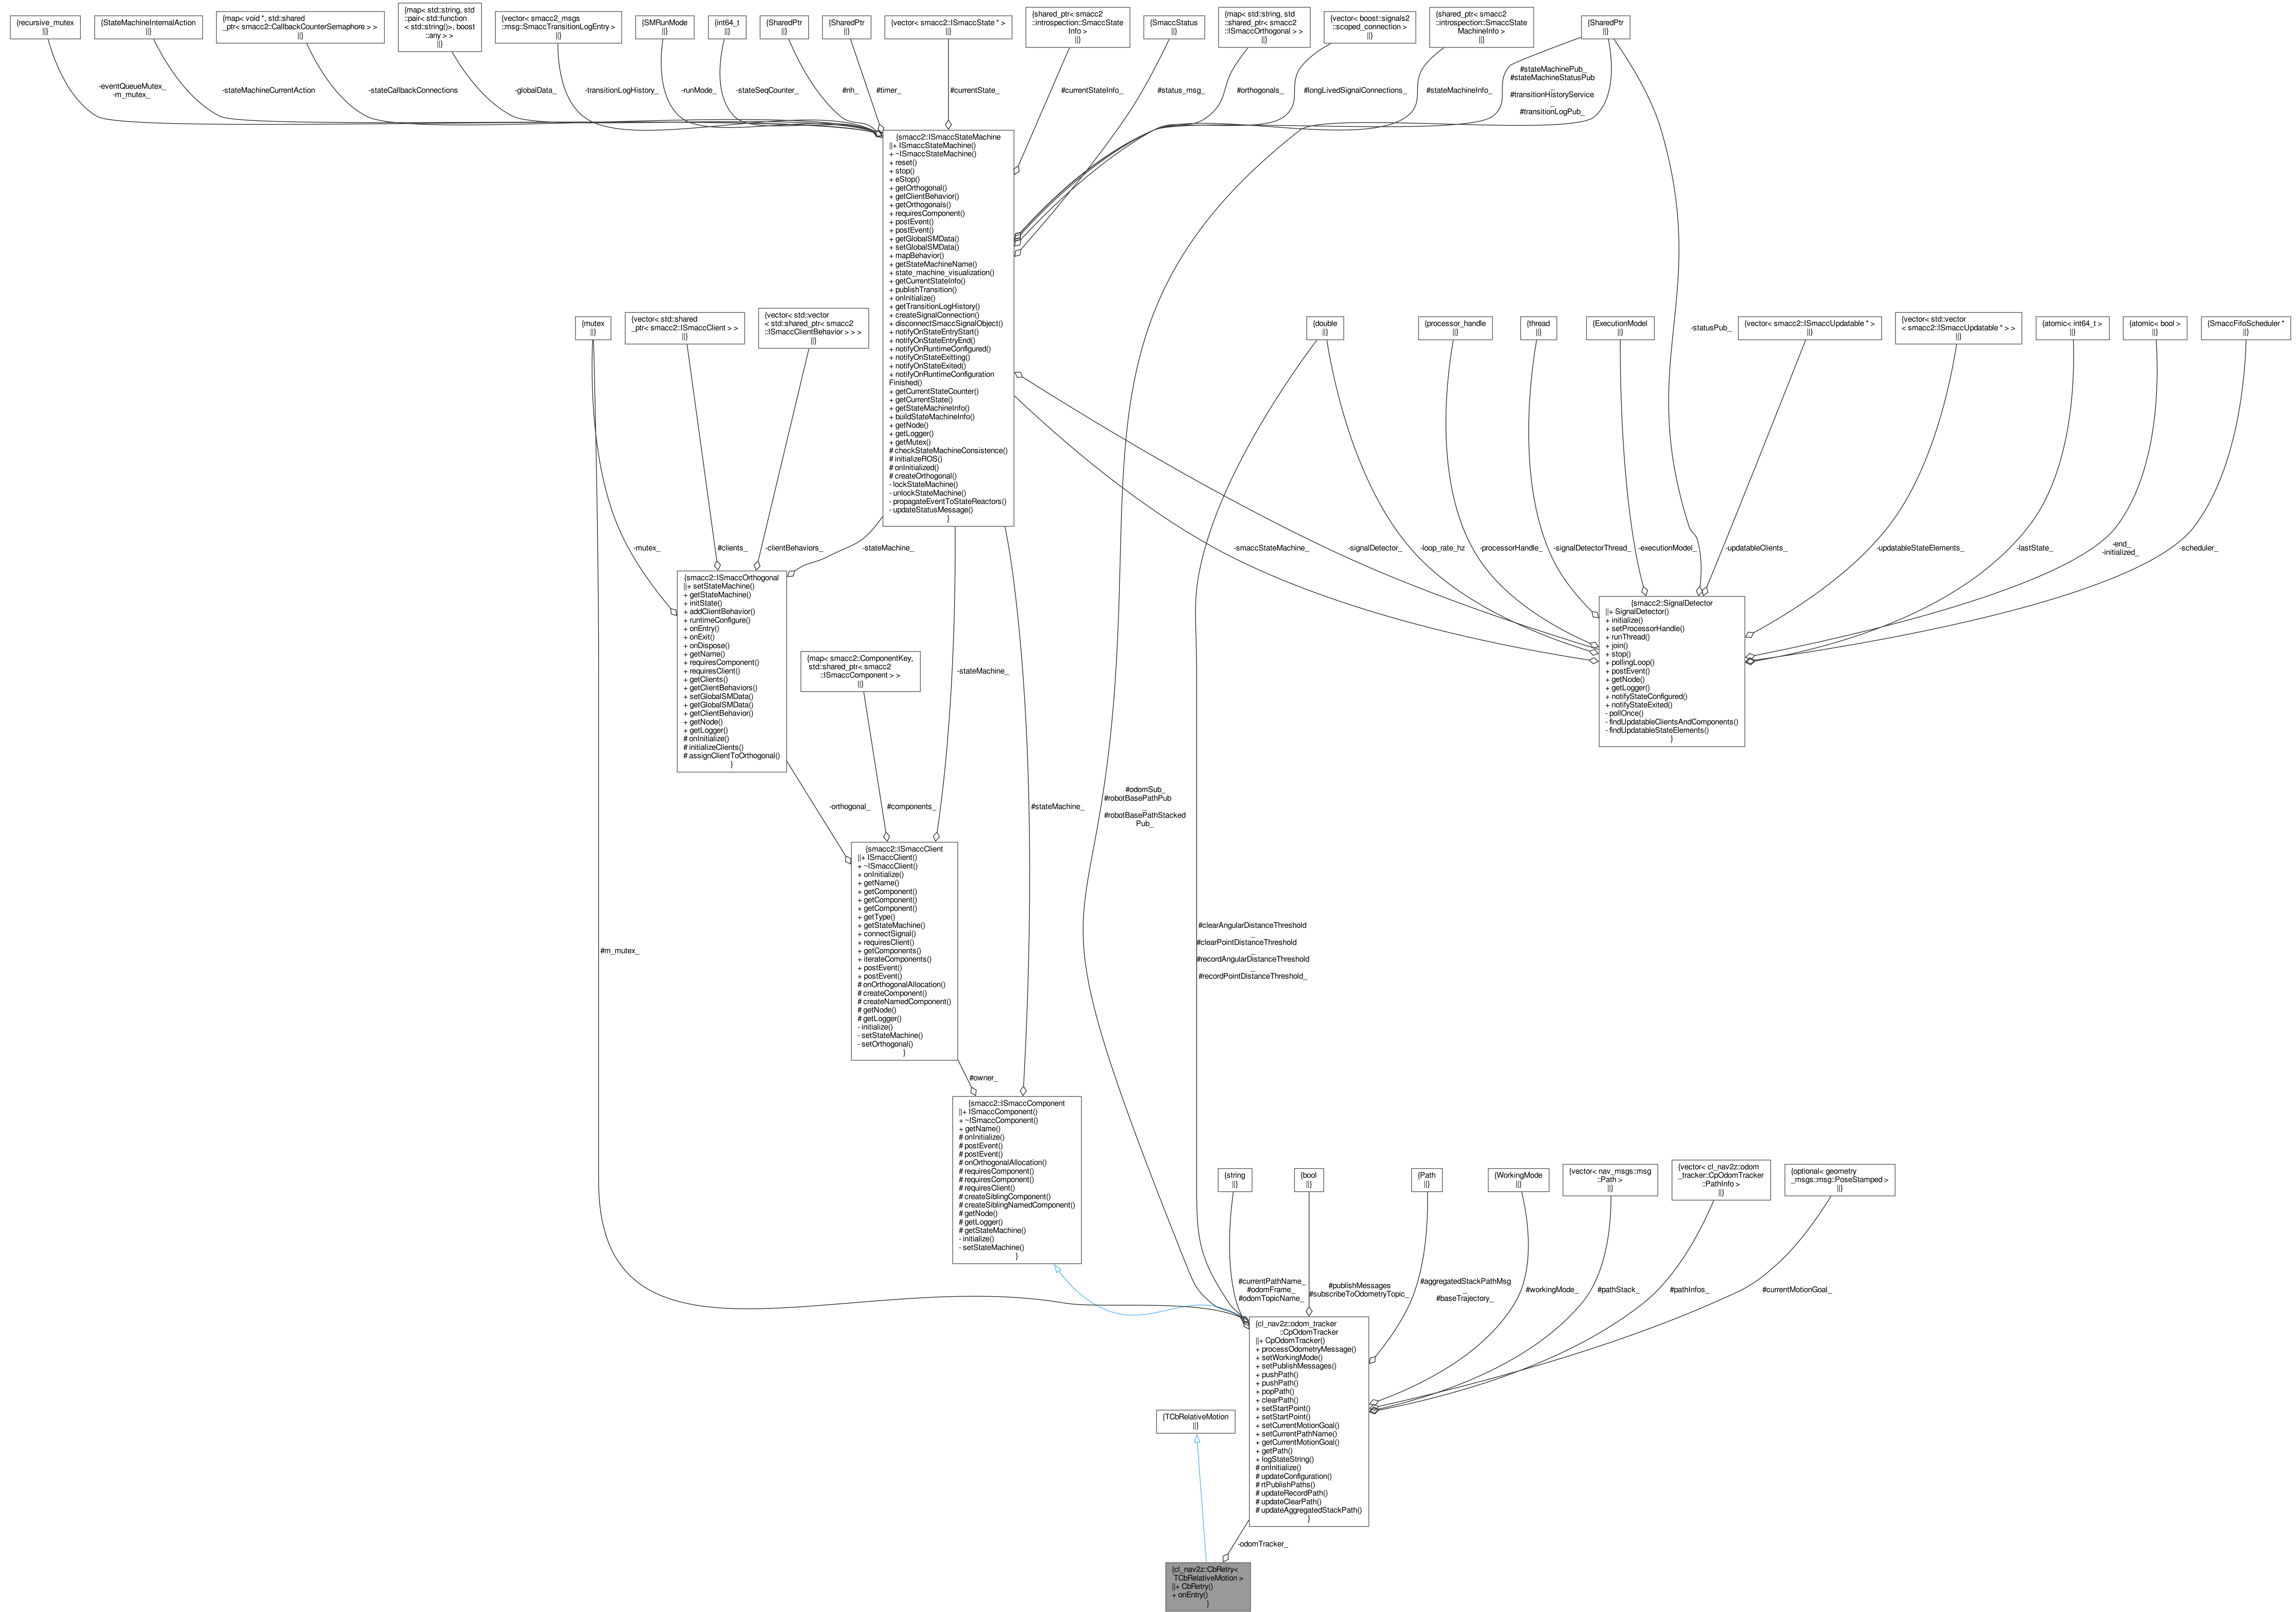 {recursive_mutex
||}
{StateMachineInternalAction
||}
{map< void *, std::shared
_ptr< smacc2::CallbackCounterSemaphore > >
||}
{map< std::string, std
::pair< std::function
< std::string()>, boost
::any > >
||}
{vector< smacc2_msgs
::msg::SmaccTransitionLogEntry >
||}
{SMRunMode
||}
{int64_t
||}
{SharedPtr
||}
{SharedPtr
||}
{vector< smacc2::ISmaccState * >
||}
{shared_ptr< smacc2
::introspection::SmaccState
Info >
||}
{SmaccStatus
||}
{map< std::string, std
::shared_ptr< smacc2
::ISmaccOrthogonal > >
||}
{vector< boost::signals2
::scoped_connection >
||}
{shared_ptr< smacc2
::introspection::SmaccState
MachineInfo >
||}
{SharedPtr
||}
-eventQueueMutex_
-m_mutex_
-stateMachineCurrentAction
-stateCallbackConnections
-globalData_
-transitionLogHistory_
-runMode_
-stateSeqCounter_
#nh_
#timer_
#currentState_
#currentStateInfo_
#status_msg_
#orthogonals_
#longLivedSignalConnections_
#stateMachineInfo_
#stateMachinePub_
#stateMachineStatusPub
_
#transitionHistoryService
_
#transitionLogPub_
{smacc2::ISmaccStateMachine
||+ ISmaccStateMachine()
+ ~ISmaccStateMachine()
+ reset()
+ stop()
+ eStop()
+ getOrthogonal()
+ getClientBehavior()
+ getOrthogonals()
+ requiresComponent()
+ postEvent()
+ postEvent()
+ getGlobalSMData()
+ setGlobalSMData()
+ mapBehavior()
+ getStateMachineName()
+ state_machine_visualization()
+ getCurrentStateInfo()
+ publishTransition()
+ onInitialize()
+ getTransitionLogHistory()
+ createSignalConnection()
+ disconnectSmaccSignalObject()
+ notifyOnStateEntryStart()
+ notifyOnStateEntryEnd()
+ notifyOnRuntimeConfigured()
+ notifyOnStateExitting()
+ notifyOnStateExited()
+ notifyOnRuntimeConfiguration
Finished()
+ getCurrentStateCounter()
+ getCurrentState()
+ getStateMachineInfo()
+ buildStateMachineInfo()
+ getNode()
+ getLogger()
+ getMutex()
# checkStateMachineConsistence()
# initializeROS()
# onInitialized()
# createOrthogonal()
- lockStateMachine()
- unlockStateMachine()
- propagateEventToStateReactors()
- updateStatusMessage()
}
{mutex
||}
{vector< std::shared
_ptr< smacc2::ISmaccClient > >
||}
{vector< std::vector
< std::shared_ptr< smacc2
::ISmaccClientBehavior > > >
||}
{double
||}
{processor_handle
||}
{thread
||}
{ExecutionModel
||}
-statusPub_
{vector< smacc2::ISmaccUpdatable * >
||}
{vector< std::vector
< smacc2::ISmaccUpdatable * > >
||}
{atomic< int64_t >
||}
{atomic< bool >
||}
{SmaccFifoScheduler *
||}
-mutex_
#clients_
-clientBehaviors_
-stateMachine_
-smaccStateMachine_
-signalDetector_
-loop_rate_hz
-processorHandle_
-signalDetectorThread_
-executionModel_
-updatableClients_
-updatableStateElements_
-lastState_
-end_
-initialized_
-scheduler_
{smacc2::ISmaccOrthogonal
||+ setStateMachine()
+ getStateMachine()
+ initState()
+ addClientBehavior()
+ runtimeConfigure()
+ onEntry()
+ onExit()
+ onDispose()
+ getName()
+ requiresComponent()
+ requiresClient()
+ getClients()
+ getClientBehaviors()
+ setGlobalSMData()
+ getGlobalSMData()
+ getClientBehavior()
+ getNode()
+ getLogger()
# onInitialize()
# initializeClients()
# assignClientToOrthogonal()
}
{smacc2::SignalDetector
||+ SignalDetector()
+ initialize()
+ setProcessorHandle()
+ runThread()
+ join()
+ stop()
+ pollingLoop()
+ postEvent()
+ getNode()
+ getLogger()
+ notifyStateConfigured()
+ notifyStateExited()
- pollOnce()
- findUpdatableClientsAndComponents()
- findUpdatableStateElements()
}
{map< smacc2::ComponentKey,
std::shared_ptr< smacc2
::ISmaccComponent > >
||}
-stateMachine_
-orthogonal_
#components_
#stateMachine_
#odomSub_
#robotBasePathPub
_
#robotBasePathStacked
Pub_
{smacc2::ISmaccClient
||+ ISmaccClient()
+ ~ISmaccClient()
+ onInitialize()
+ getName()
+ getComponent()
+ getComponent()
+ getComponent()
+ getType()
+ getStateMachine()
+ connectSignal()
+ requiresClient()
+ getComponents()
+ iterateComponents()
+ postEvent()
+ postEvent()
# onOrthogonalAllocation()
# createComponent()
# createNamedComponent()
# getNode()
# getLogger()
- initialize()
- setStateMachine()
- setOrthogonal()
}
#m_mutex_
#clearAngularDistanceThreshold
_
#clearPointDistanceThreshold
_
#recordAngularDistanceThreshold
_
#recordPointDistanceThreshold_
#owner_
{smacc2::ISmaccComponent
||+ ISmaccComponent()
+ ~ISmaccComponent()
+ getName()
# onInitialize()
# postEvent()
# postEvent()
# onOrthogonalAllocation()
# requiresComponent()
# requiresComponent()
# requiresClient()
# createSiblingComponent()
# createSiblingNamedComponent()
# getNode()
# getLogger()
# getStateMachine()
- initialize()
- setStateMachine()
}
{string
||}
{bool
||}
{Path
||}
{WorkingMode
||}
{vector< nav_msgs::msg
::Path >
||}
{vector< cl_nav2z::odom
_tracker::CpOdomTracker
::PathInfo >
||}
{optional< geometry
_msgs::msg::PoseStamped >
||}
#currentPathName_
#odomFrame_
#odomTopicName_
#publishMessages
#subscribeToOdometryTopic_
#aggregatedStackPathMsg
_
#baseTrajectory_
#workingMode_
#pathStack_
#pathInfos_
#currentMotionGoal_
{cl_nav2z::odom_tracker
::CpOdomTracker
||+ CpOdomTracker()
+ processOdometryMessage()
+ setWorkingMode()
+ setPublishMessages()
+ pushPath()
+ pushPath()
+ popPath()
+ clearPath()
+ setStartPoint()
+ setStartPoint()
+ setCurrentMotionGoal()
+ setCurrentPathName()
+ getCurrentMotionGoal()
+ getPath()
+ logStateString()
# onInitialize()
# updateConfiguration()
# rtPublishPaths()
# updateRecordPath()
# updateClearPath()
# updateAggregatedStackPath()
}
{TCbRelativeMotion
||}
-odomTracker_
{cl_nav2z::CbRetry<
TCbRelativeMotion >
||+ CbRetry()
+ onEntry()
}